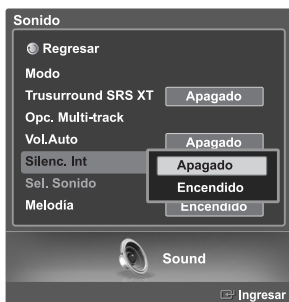 Sonido
Regresar
Modo
Trusurround SRS XT Apagado
Opc. Multi-track
Vol.Auto Apagado
Silenc. Int Apagado
Encendido
Sel. Sonido
Melodía Encendido
Sound
Ingresar